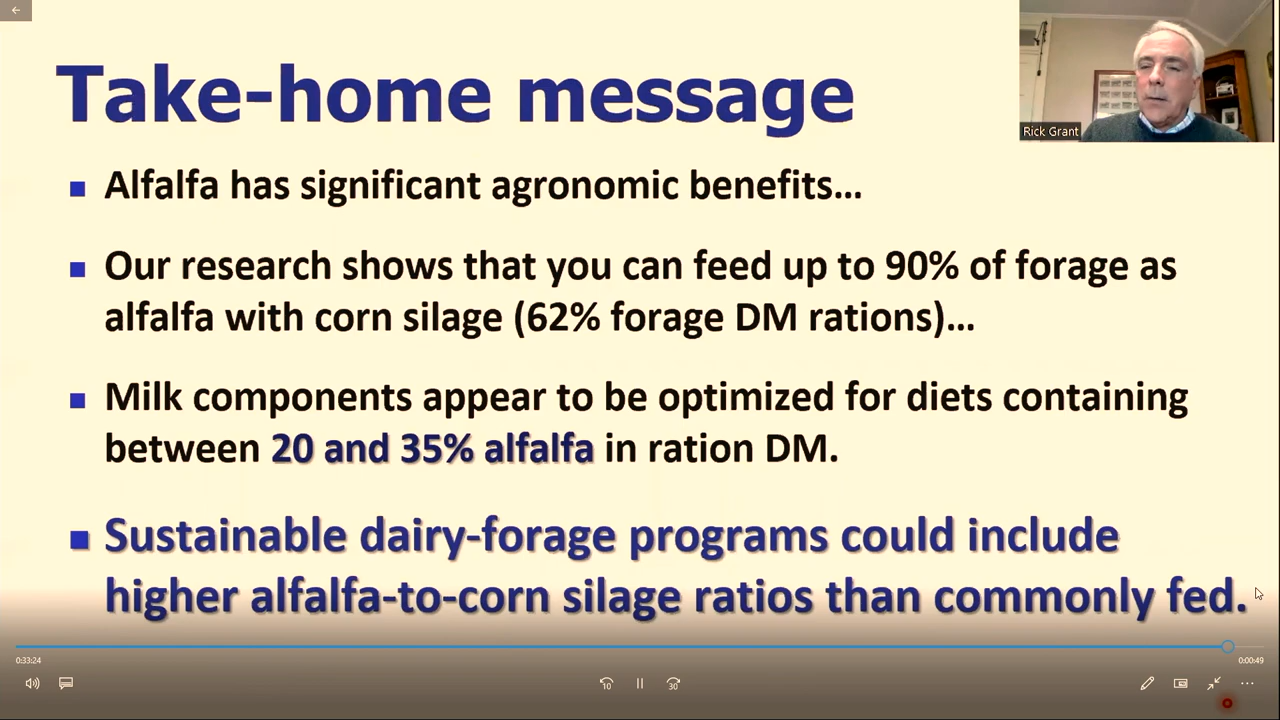 Take-home message
Rick Grant
Alfalfa has significant agronomic benefits…
Our research shows that you can feed up to 90% of forage as
alfalfa with corn silage (62% forage DM rations)…
Milk components appear to be optimized for diets containing
between 20 and 35% alfalfa in ration DM.
Sustainable dairy-forage programs could include
higher alfalfa-to-corn silage ratios than commonly fed.
0:33:24
0:00:49
10
30